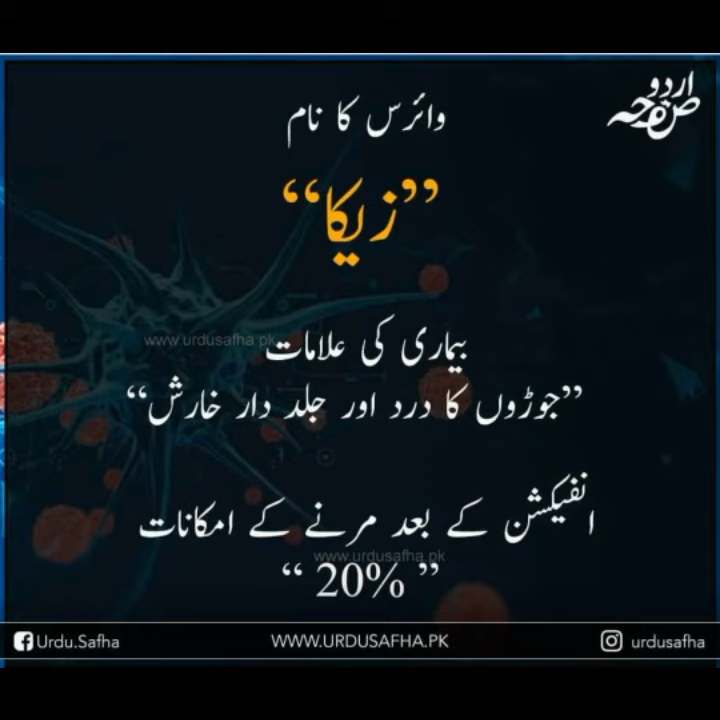 اردو صفحہ
وائرس کا نام
”زیکا“
www.urdusafha.pk
بیماری کی علامات
”جوڑوں کا درد اور جلد دار خارش“
انفیکشن کے بعد مرنے کے امکانات
www.urdusafha.pk
” 20% “
Urdu.Safha WWW.URDUSAFHA.PK urdusafha